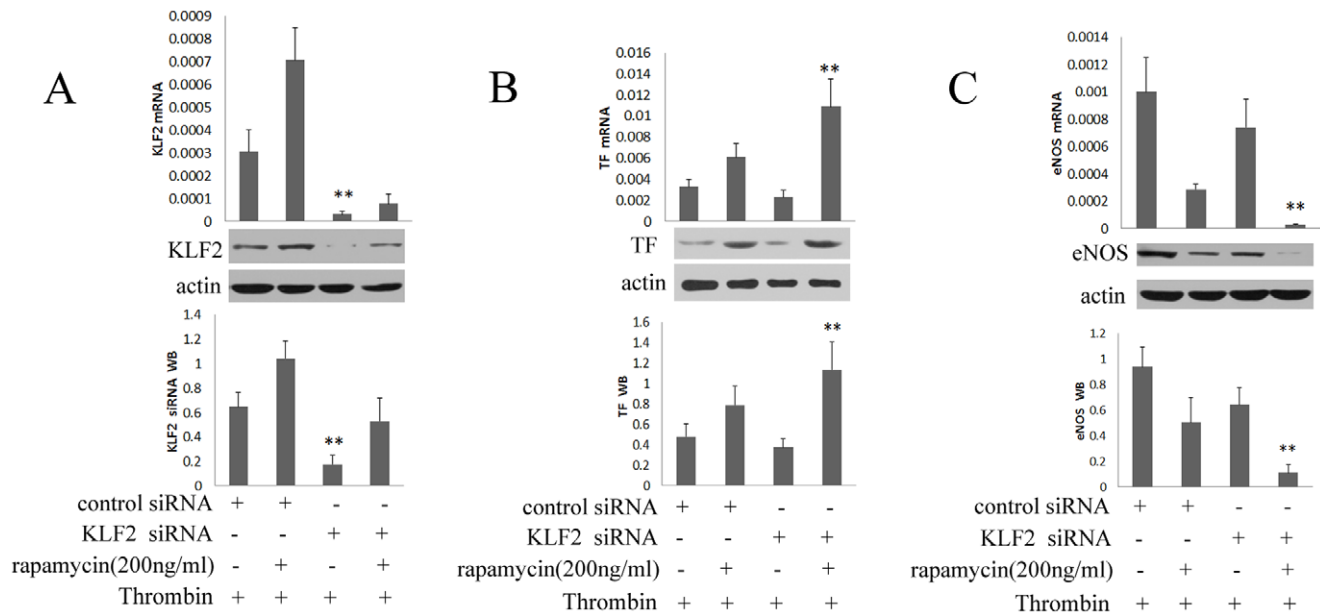 A
KLF2 mRNA
0.0009
0.0008
0.0007
0.0006
0.0005
0.0004
0.0003
0.0002
0.0001
0
**
KLF2
actin
KLF2 siRNA WB
1.4
1.2
1
0.8
0.6
0.4
0.2
0
**
control siRNA + + - -
KLF2 siRNA - - + +
rapamycin(200ng/ml) - + - +
Thrombin + + + +
B
TF mRNA
0.016
0.014
0.012
0.01
0.008
0.006
0.004
0.002
0
**
TF
actin
TF WB
1.6
1.4
1.2
1
0.8
0.6
0.4
0.2
0
**
control siRNA + + - -
KLF2 siRNA - - + +
rapamycin(200ng/ml) - + - +
Thrombin + + + +
C
eNOS mRNA
0.0014
0.0012
0.001
0.0008
0.0006
0.0004
0.0002
0
**
eNOS
actin
eNOS WB
1.2
1
0.8
0.6
0.4
0.2
0
**
control siRNA + + - -
KLF2 siRNA - - + +
rapamycin(200ng/ml) - + - +
Thrombin + + + +